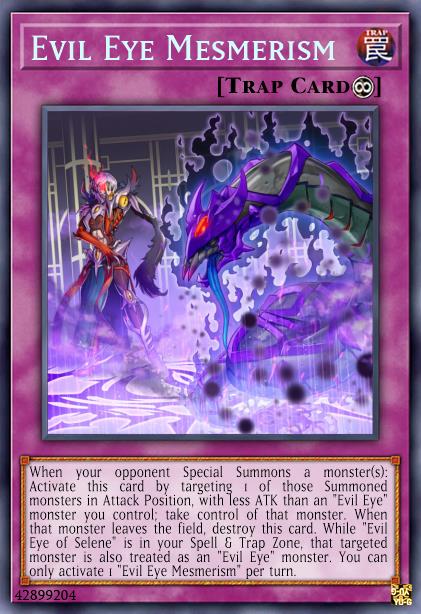 Evil Eye Mesmerism
TRAP
罠
[Trap Card]
When your opponent Special Summons a monster(s):
Activate this card by targeting 1 of those Summoned
monsters in Attack Position, with less ATK than an "Evil Eye"
monster you control; take control of that monster. When
that monster leaves the field, destroy this card. While "Evil
Eye of Selene" is in your Spell & Trap Zone, that targeted
monster is also treated as an "Evil Eye" monster. You can
only activate 1 "Evil Eye Mesmerism" per turn.
42899204